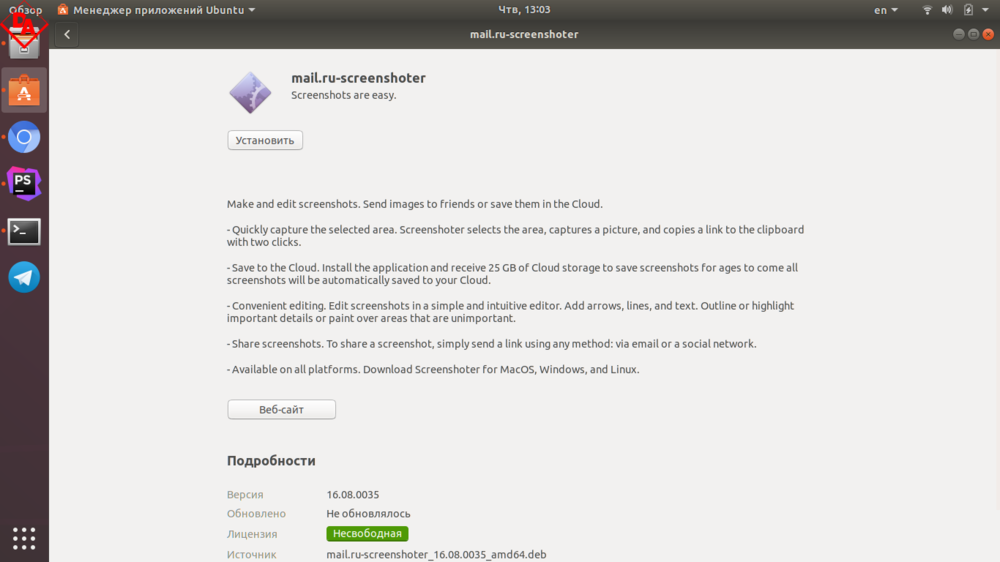 Обзор
Менеджер приложений Ubuntu
Чтв, 13:03
en
DA
mail.ru-screenshoter
mail.ru-screenshoter
Screenshots are easy.
Установить
PS
Make and edit screenshots. Send images to friends or save them in the Cloud.
- Quickly capture the selected area. Screenshoter selects the area, captures a picture, and copies a link to the clipboard
with two clicks.
- Save to the Cloud. Install the application and receive 25 GB of Cloud storage to save screenshots for ages to come all
screenshots will be automatically saved to your Cloud.
- Convenient editing. Edit screenshots in a simple and intuitive editor. Add arrows, lines, and text. Outline or highlight
important details or paint over areas that are unimportant.
- Share screenshots. To share a screenshot, simply send a link using any method: via email or a social network.
- Available on all platforms. Download Screenshoter for MacOS, Windows, and Linux.
Веб-сайт
Подробности
Версия 16.08.0035
Обновлено Не обновлялось
Лицензия Несвободная
Источник mail.ru-screenshoter_16.08.0035_amd64.deb